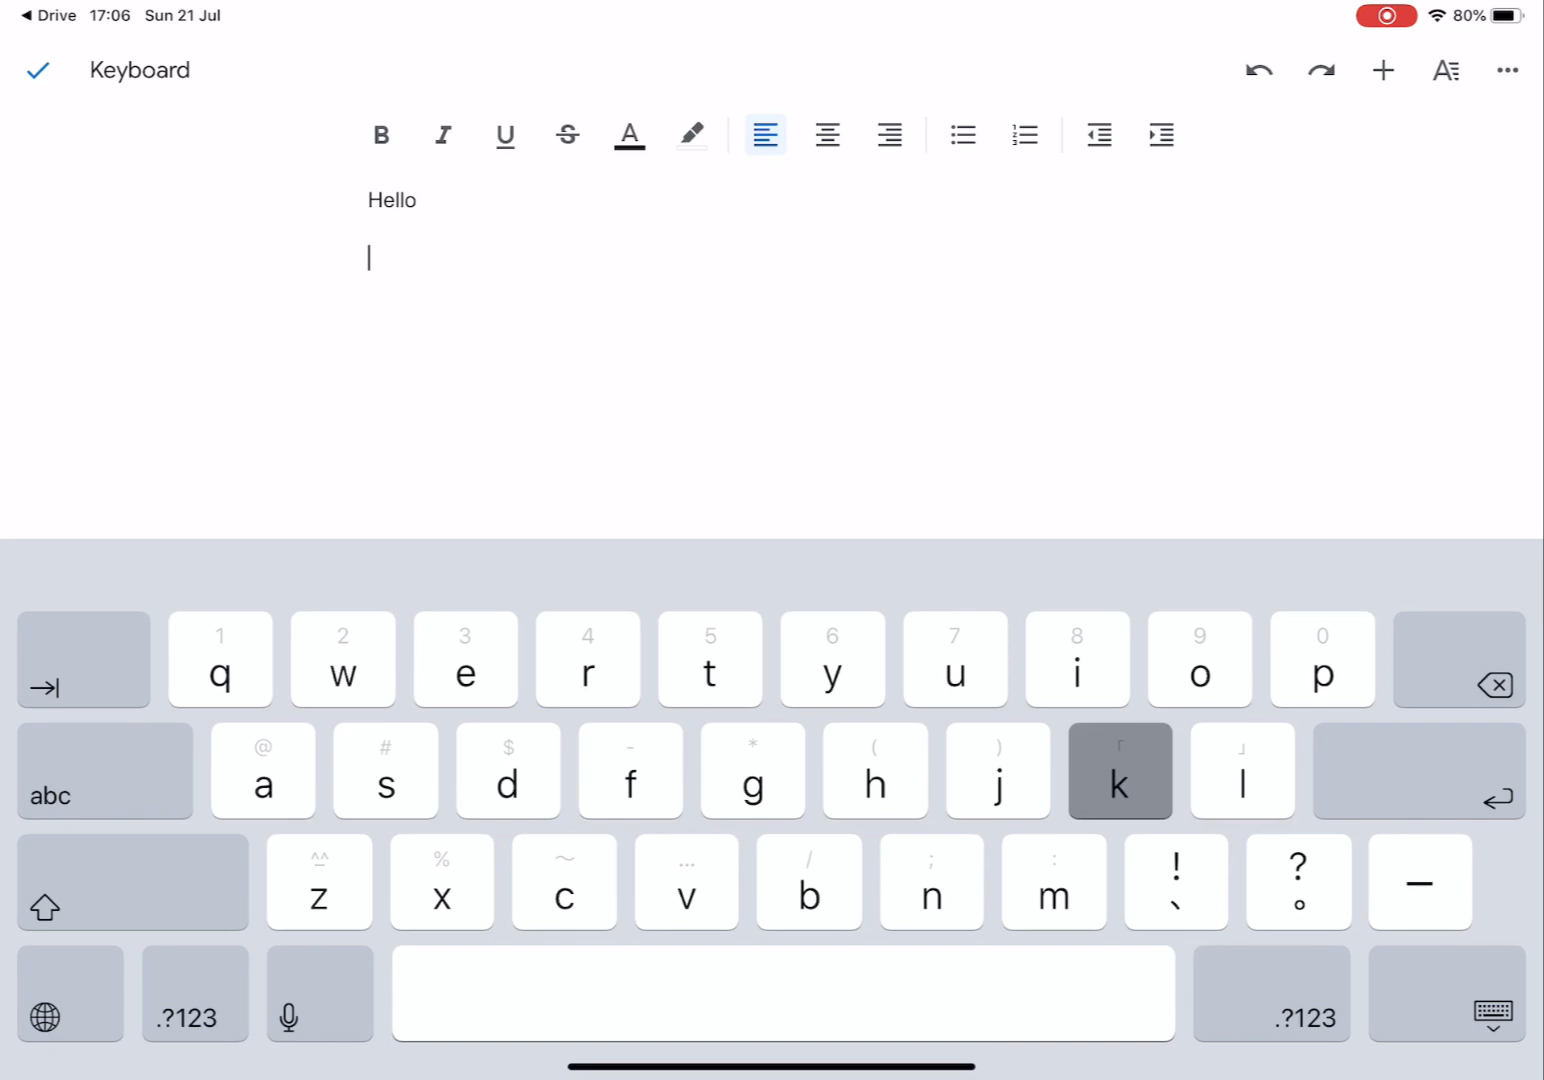 Drive 17:06 Sun 21 Jul 80%
Keyboard
B I U S A
Hello
1 2 3 4 5 6 7 8 9 0
q w e r t y u i o p
@ # $ - * ( ) 「 」
abc a s d f g h j k l
^^ % 〜 ... / ; : ! ?
z x c v b n m 、 。 ー
.?123 .?123